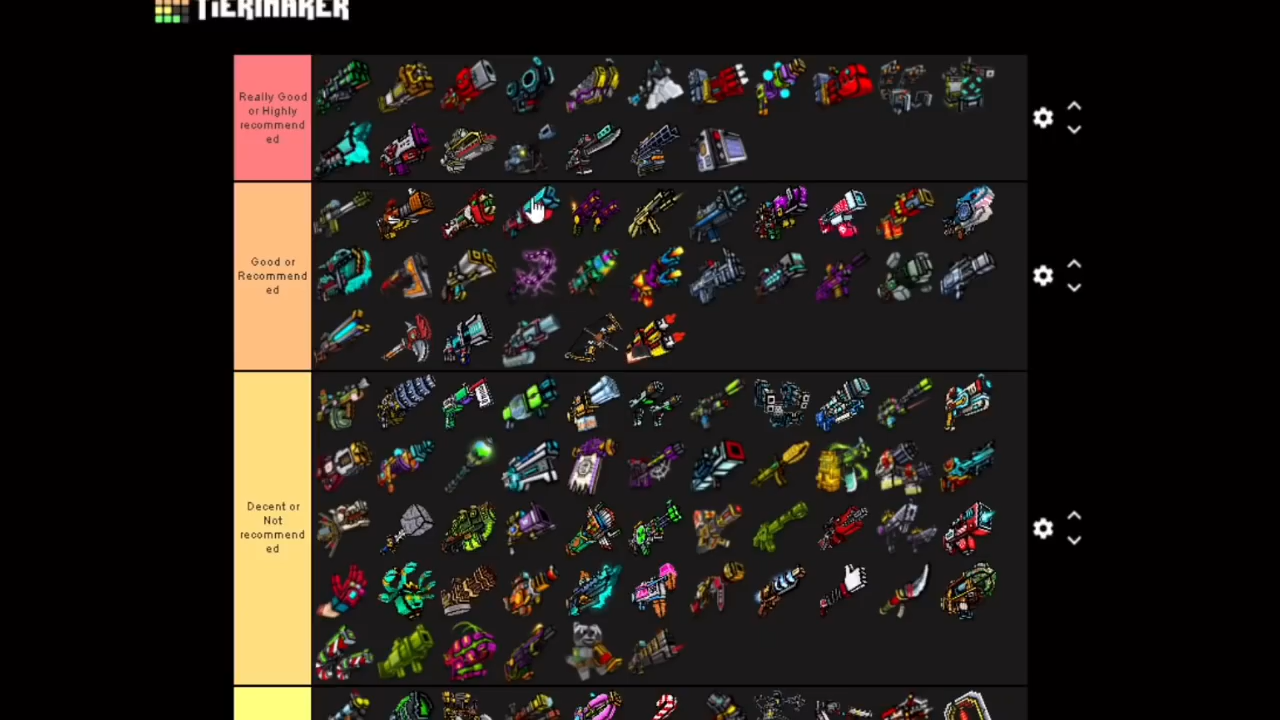 TIERMAKER
Really Good
or Highly
recommend
ed
Good or
Recommend
ed
Decent or
Not
recommend
ed